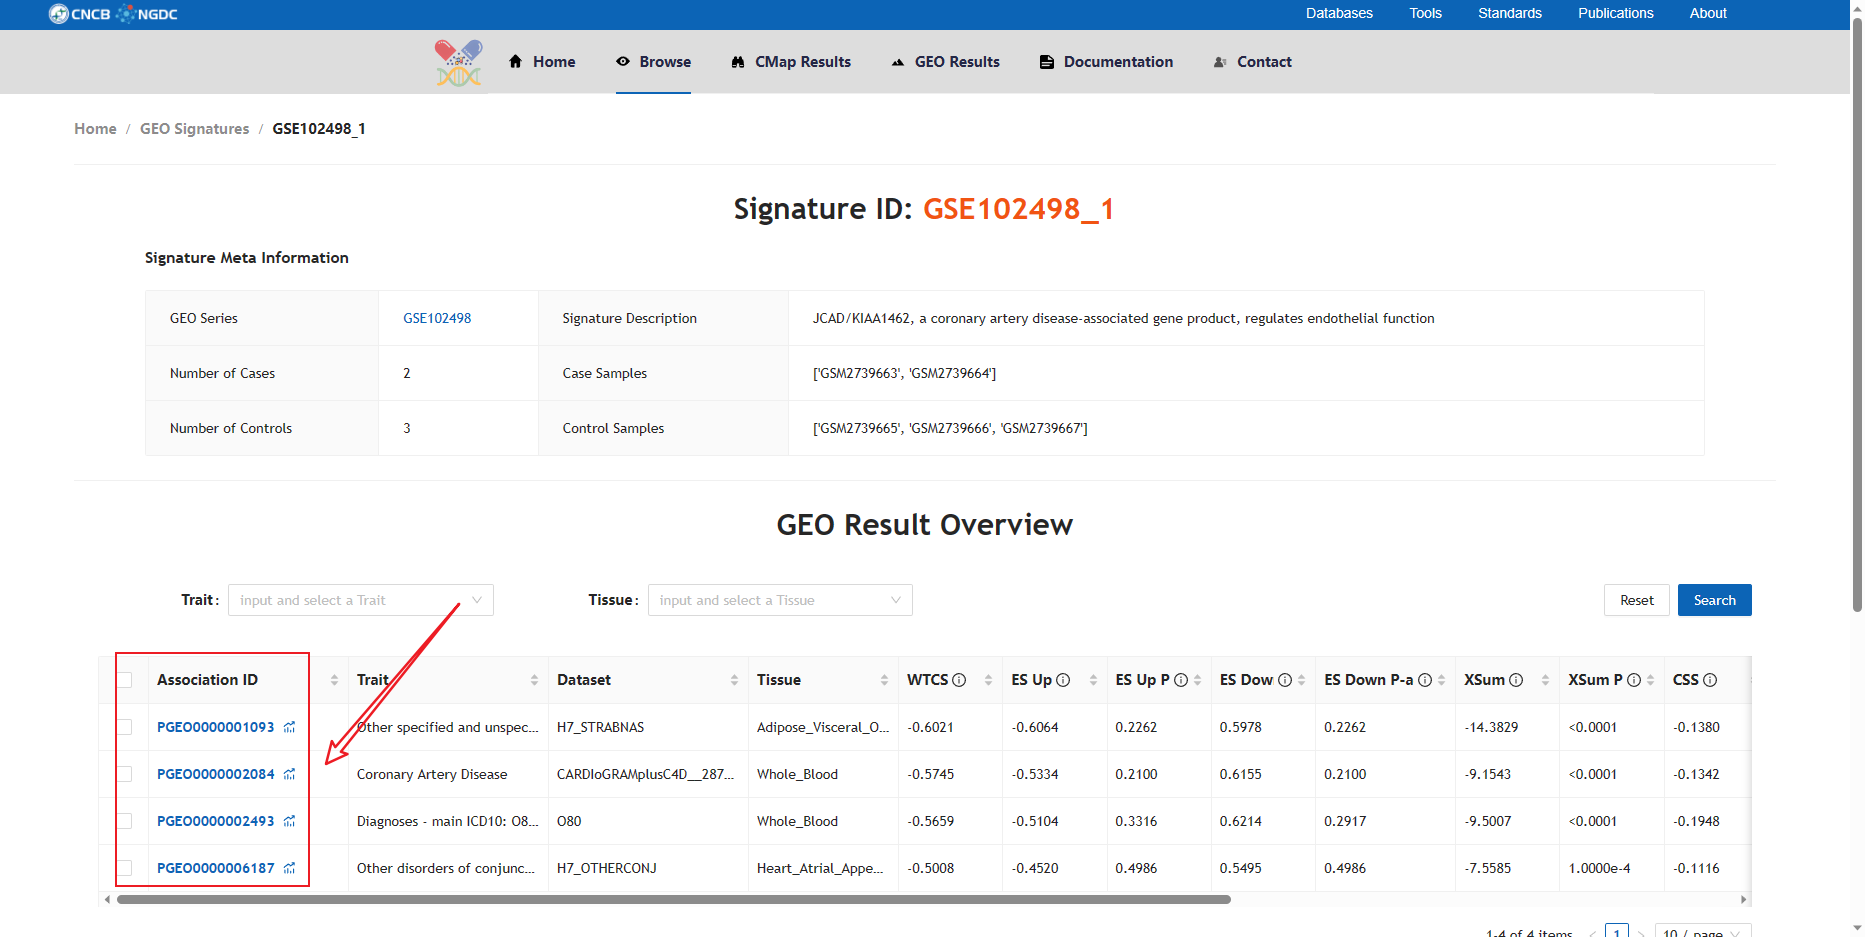 CNCB NGDC Databases Tools Standards Publications About
Home Browse CMap Results GEO Results Documentation Contact
Home / GEO Signatures / GSE102498_1
Signature ID: GSE102498_1
Signature Meta Information
GEO Series GSE102498 Signature Description JCAD/KIAA1462, a coronary artery disease-associated gene product, regulates endothelial function
Number of Cases 2 Case Samples ['GSM2739663', 'GSM2739664']
Number of Controls 3 Control Samples ['GSM2739665', 'GSM2739666', 'GSM2739667']
GEO Result Overview
Trait: input and select a Trait Tissue: input and select a Tissue Reset Search
Association ID Trait Dataset Tissue WTCS ES Up ES Up P ES Dow ES Down P-a XSum XSum P CSS
PGEO0000001093 Other specified and unspec... H7_STRABNAS Adipose_Visceral_O... -0.6021 -0.6064 0.2262 0.5978 0.2262 -14.3829 <0.0001 -0.1380
PGEO0000002084 Coronary Artery Disease CARDIoGRAMplusC4D__287... Whole_Blood -0.5745 -0.5334 0.2100 0.6155 0.2100 -9.1543 <0.0001 -0.1342
PGEO0000002493 Diagnoses - main ICD10: O8... O80 Whole_Blood -0.5659 -0.5104 0.3316 0.6214 0.2917 -9.5007 <0.0001 -0.1948
PGEO0000006187 Other disorders of conjunc... H7_OTHERCONJ Heart_Atrial_Appe... -0.5008 -0.4520 0.4986 0.5495 0.4986 -7.5585 1.0000e-4 -0.1116
1-4 of 4 items 1 10 / page